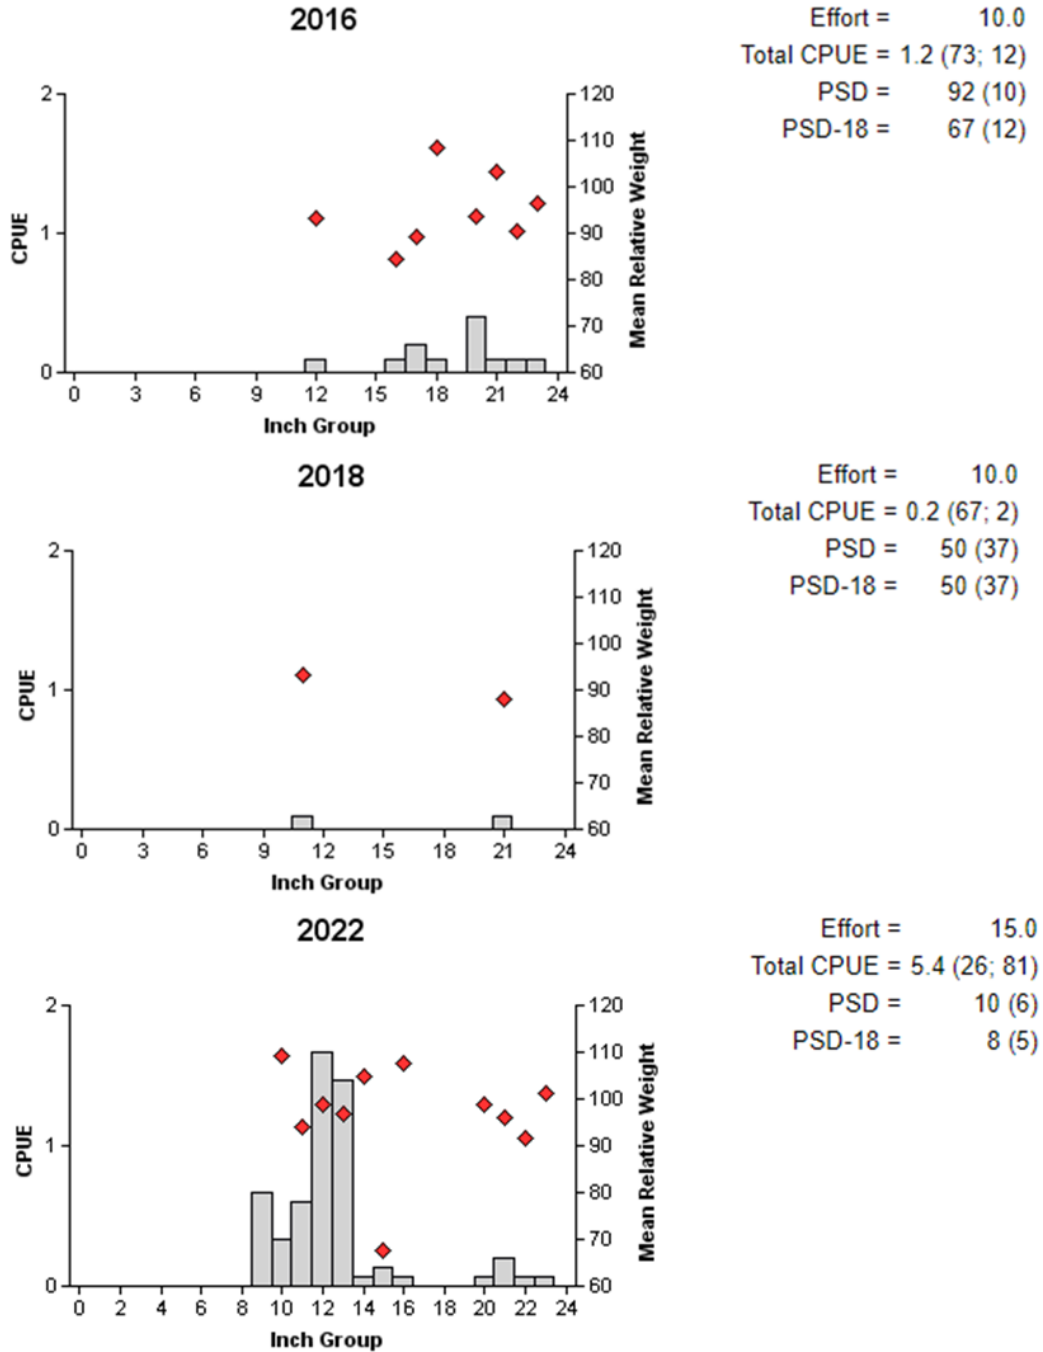 2016
Effort = 10.0
Total CPUE = 1.2 (73; 12)
PSD = 92 (10)
PSD-18 = 67 (12)
2 120
110
100
1 90
80
70
0 60
CPUE
Mean Relative Weight
0 3 6 9 12 15 18 21 24
Inch Group
2018
Effort = 10.0
Total CPUE = 0.2 (67; 2)
PSD = 50 (37)
PSD-18 = 50 (37)
2 120
110
100
1 90
80
70
0 60
CPUE
Mean Relative Weight
0 3 6 9 12 15 18 21 24
Inch Group
2022
Effort = 15.0
Total CPUE = 5.4 (26; 81)
PSD = 10 (6)
PSD-18 = 8 (5)
2 120
110
100
1 90
80
70
0 60
CPUE
Mean Relative Weight
0 2 4 6 8 10 12 14 16 18 20 22 24
Inch Group